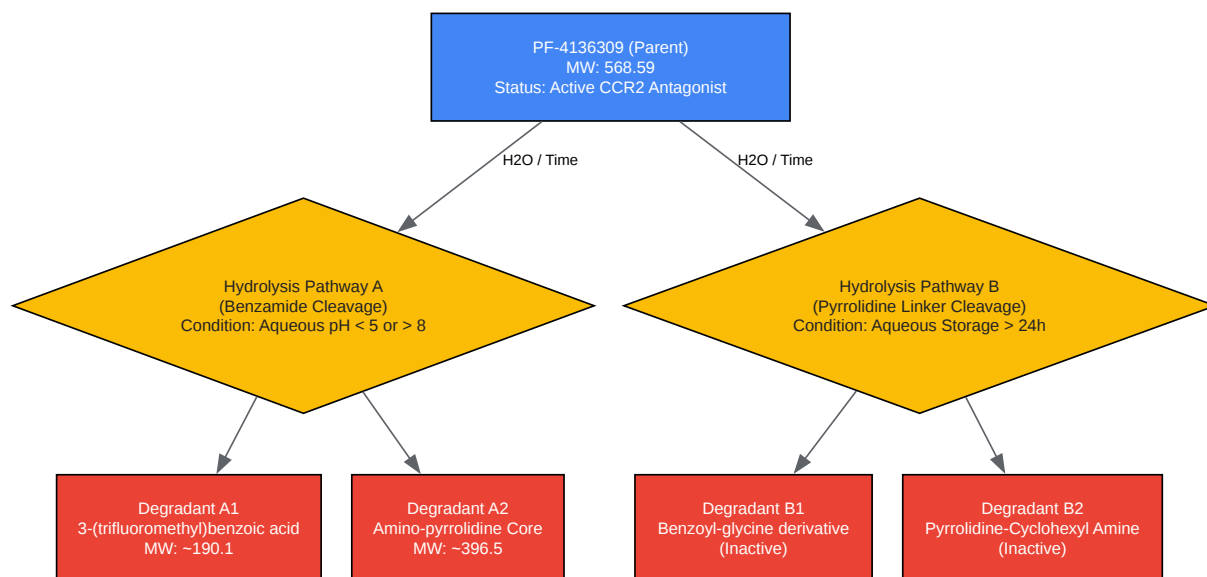 PF-4136309 (Parent)
MW: 568.59
Status: Active CCR2 Antagonist
H2O / Time
H2O / Time
Hydrolysis Pathway A
(Benzamide Cleavage)
Condition: Aqueous pH < 5 or > 8
Hydrolysis Pathway B
(Pyrrolidine Linker Cleavage)
Condition: Aqueous Storage > 24h
Degradant A1
3-(trifluoromethyl)benzoic acid
MW: ~190.1
Degradant A2
Amino-pyrrolidine Core
MW: ~396.5
Degradant B1
Benzoyl-glycine derivative
(Inactive)
Degradant B2
Pyrrolidine-Cyclohexyl Amine
(Inactive)